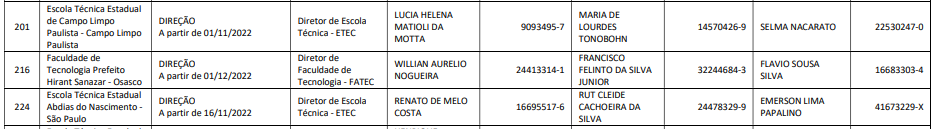 201
Escola Técnica Estadual
de Campo Limpo
Paulista - Campo Limpo
Paulista
DIREÇÃO
A partir de 01/11/2022
Diretor de Escola
Técnica - ETEC
LUCIA HELENA
MATIOLI DA
MOTTA
9093495-7
MARIA DE
LOURDES
TONOBOHN
14570426-9
SELMA NACARATO
22530247-0
216
Faculdade de
Tecnologia Prefeito
Hirant Sanazar - Osasco
DIREÇÃO
A partir de 01/12/2022
Diretor de
Faculdade de
Tecnologia - FATEC
WILLIAN AURELIO
NOGUEIRA
24413314-1
FRANCISCO
FELINTO DA SILVA
JUNIOR
32244684-3
FLAVIO SOUSA
SILVA
16683303-4
224
Escola Técnica Estadual
Abdias do Nascimento -
São Paulo
DIREÇÃO
A partir de 16/11/2022
Diretor de Escola
Técnica - ETEC
RENATO DE MELO
COSTA
16695517-6
RUT CLEIDE
CACHOEIRA DA
SILVA
24478329-9
EMERSON LIMA
PAPALINO
41673229-X